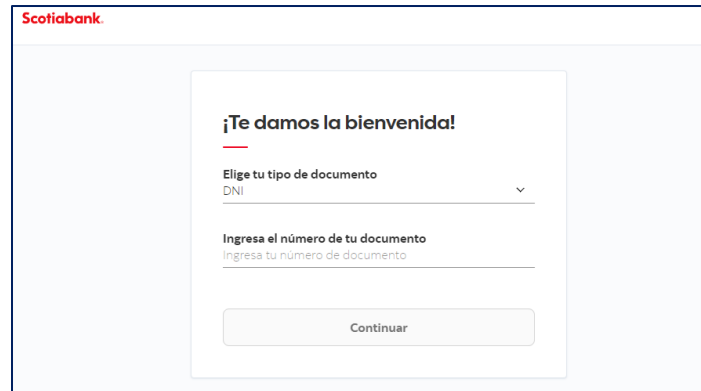 Scotiabank.
¡Te damos la bienvenida!
Elige tu tipo de documento
DNI
Ingresa el número de tu documento
Ingresa tu número de documento
Continuar